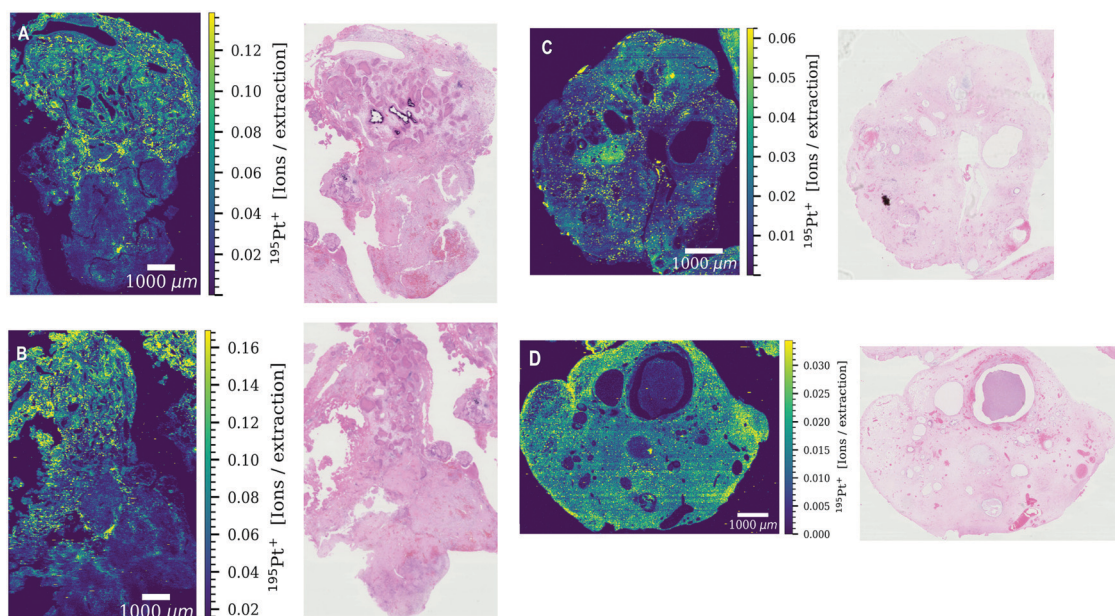 A
0.12
0.10
0.08
0.06
0.04
0.02
¹⁹⁵Pt⁺ [Ions / extraction]
1000 μm
C
0.06
0.05
0.04
0.03
0.02
0.01
¹⁹⁵Pt⁺ [Ions / extraction]
1000 μm
B
0.16
0.14
0.12
0.10
0.08
0.06
0.04
0.02
¹⁹⁵Pt⁺ [Ions / extraction]
1000 μm
D
0.030
0.025
0.020
0.015
0.010
0.005
0.000
¹⁹⁵Pt⁺ [Ions / extraction]
1000 μm